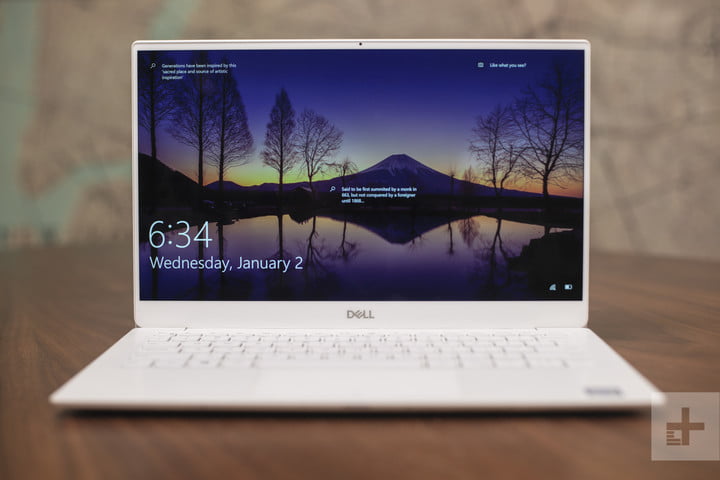 Generations have been inspired by this
'sacred place and source of artistic
inspiration'
Like what you see?
Said to be first summited by a monk in
663, but not conquered by a foreigner
until 1868...
6:34
Wednesday, January 2
DELL